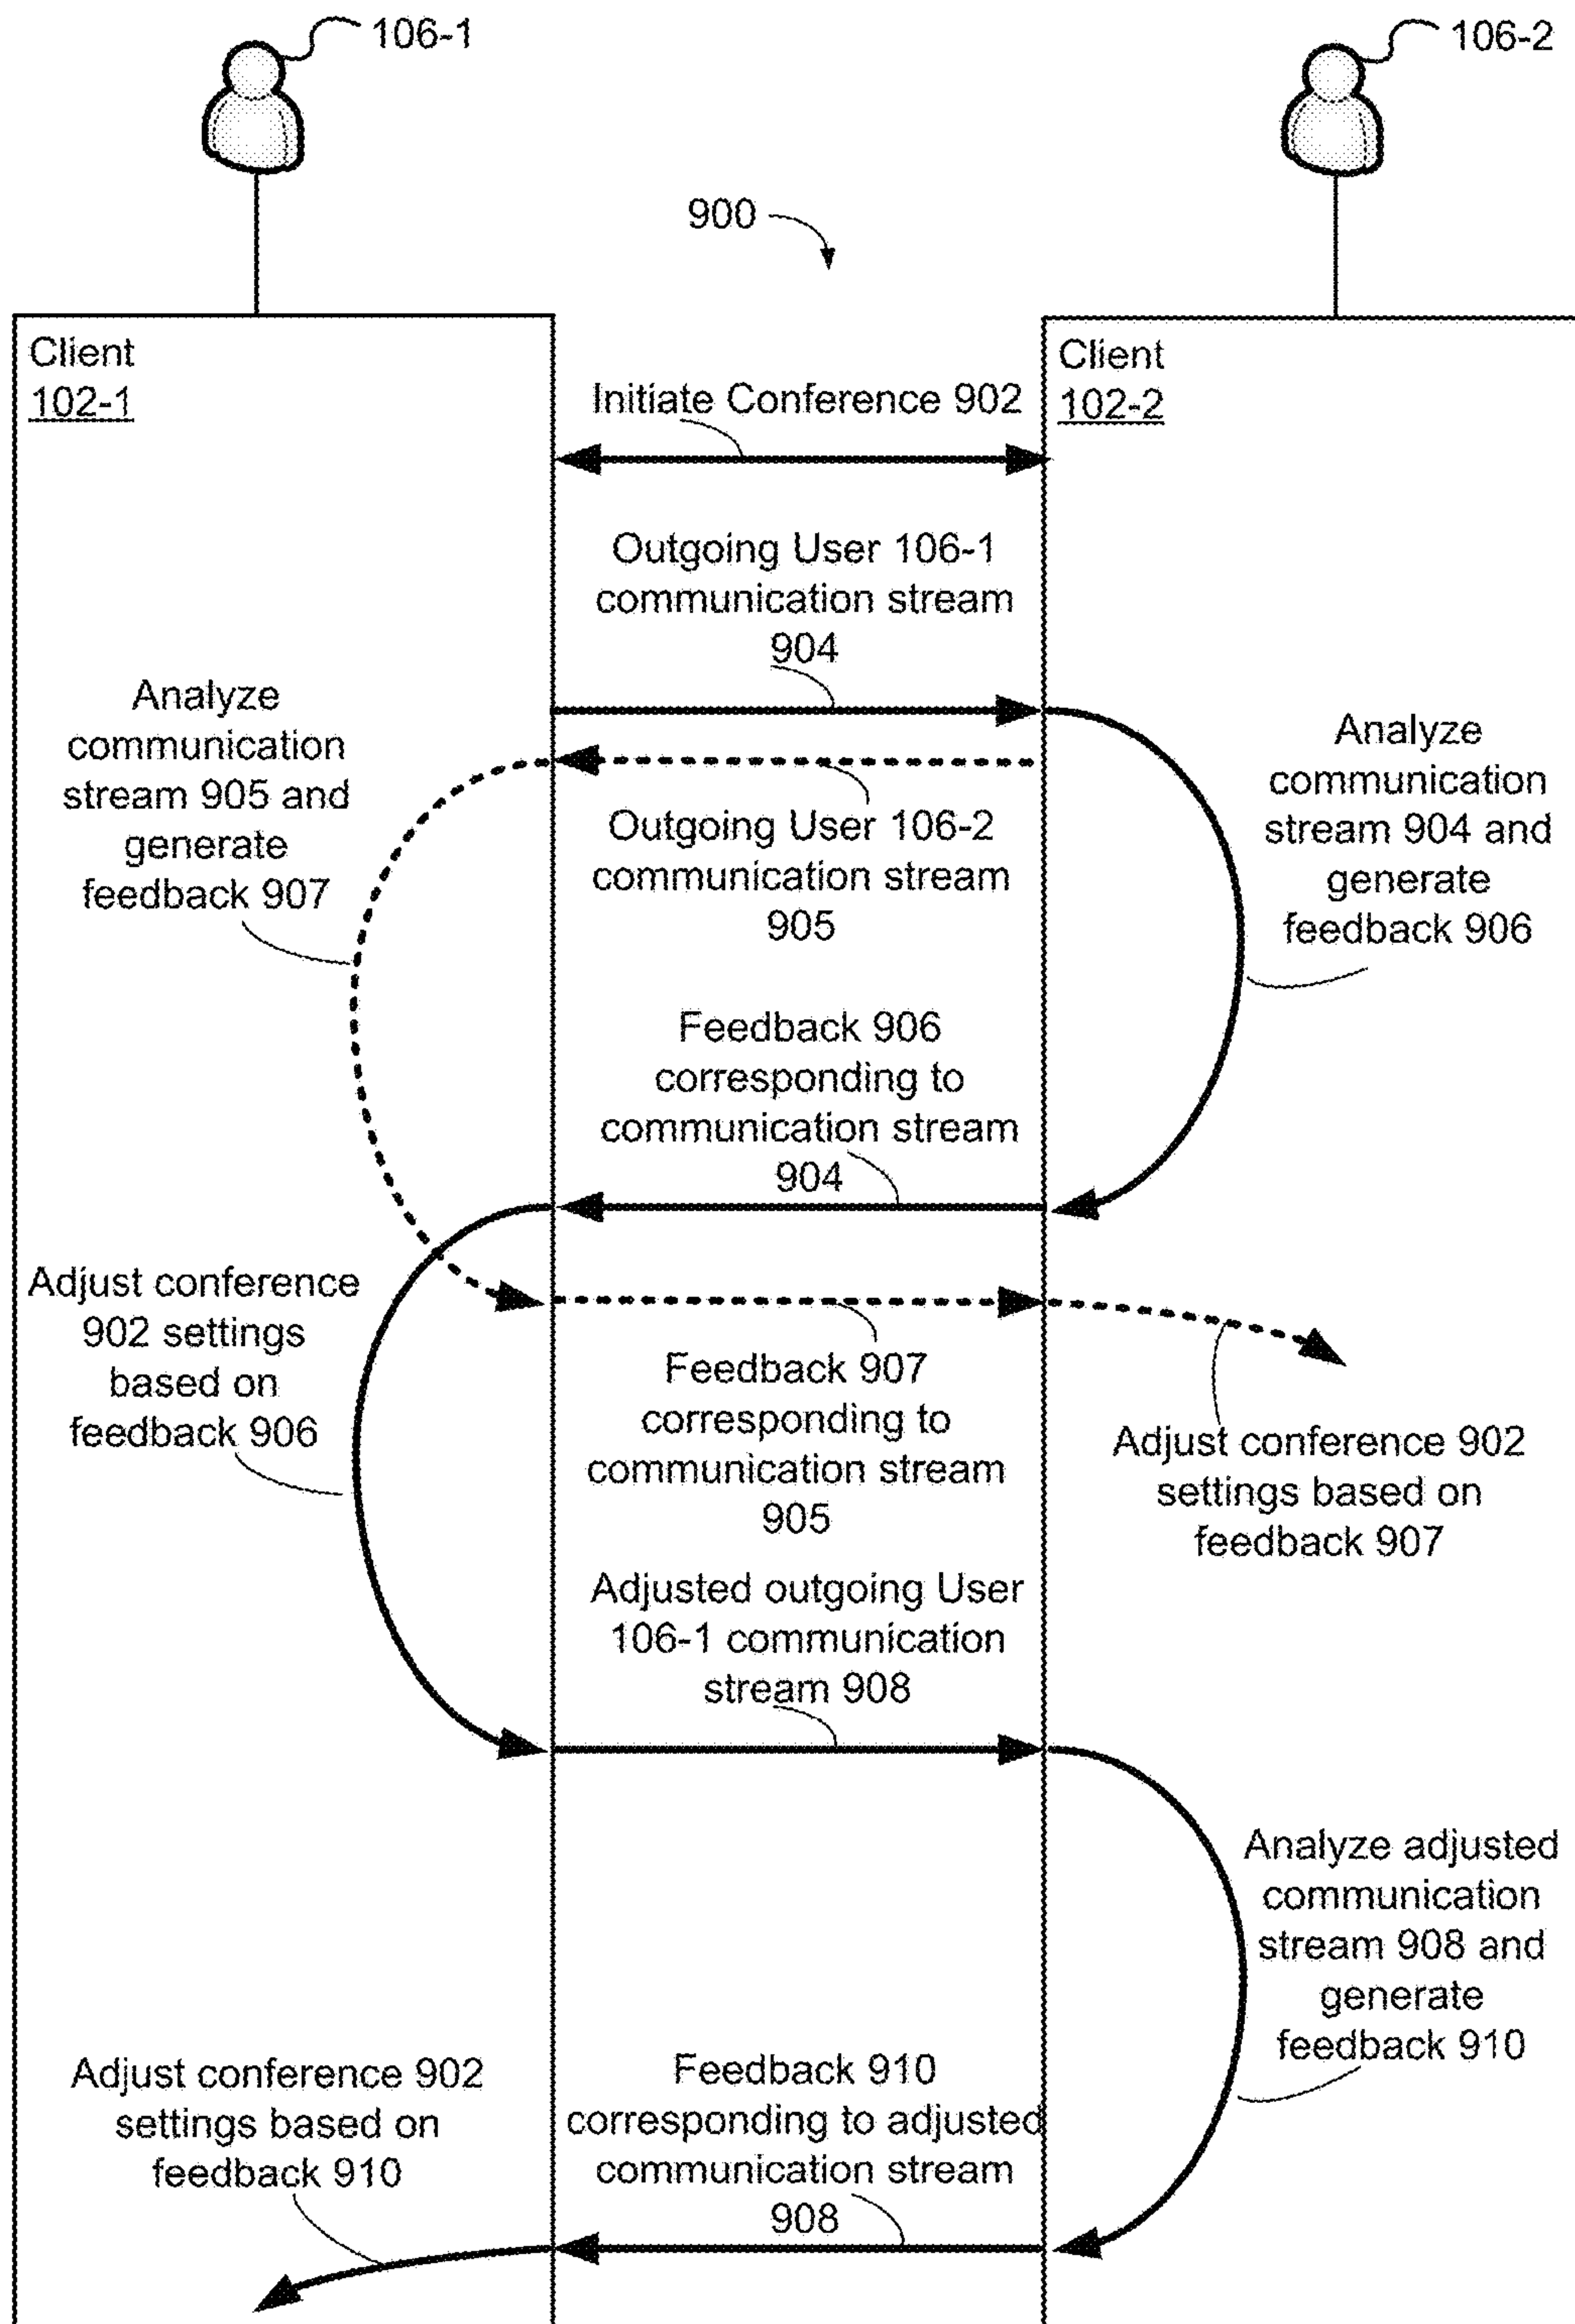 106-1
106-2
900
Client
102-1
Client
102-2
Initiate Conference 902
Outgoing User 106-1
communication stream
904
Analyze
communication
stream 905 and
generate
feedback 907
Analyze
communication
stream 904 and
generate
feedback 906
Outgoing User 106-2
communication stream
905
Feedback 906
corresponding to
communication stream
904
Adjust conference
902 settings
based on
feedback 906
Feedback 907
corresponding to
communication stream
905
Adjust conference 902
settings based on
feedback 907
Adjusted outgoing User
106-1 communication
stream 908
Analyze adjusted
communication
stream 908 and
generate
feedback 910
Adjust conference 902
settings based on
feedback 910
Feedback 910
corresponding to adjusted
communication stream
908